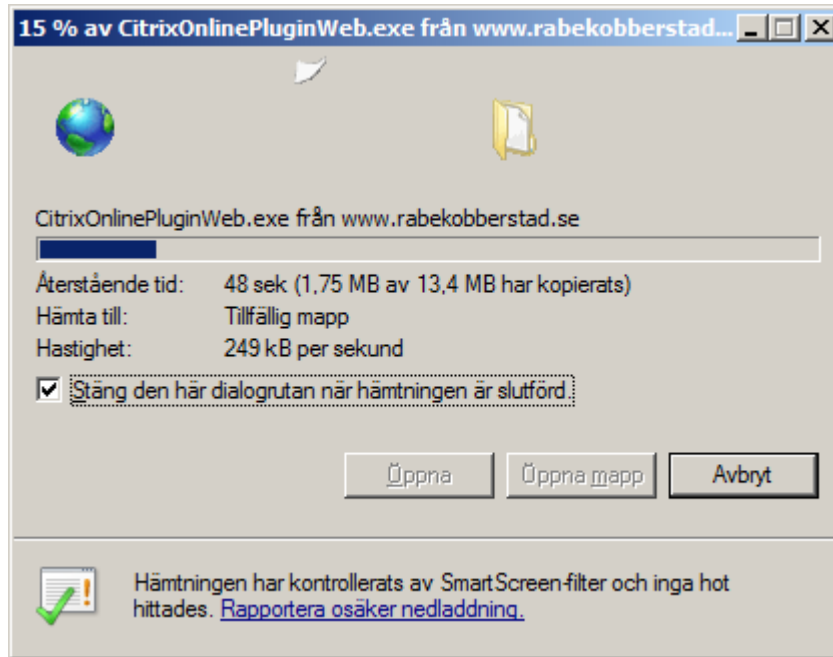 15 % av CitrixOnlinePluginWeb.exe från www.rabekobberstad...
CitrixOnlinePluginWeb.exe från www.rabekobberstad.se
Återstående tid: 48 sek (1,75 MB av 13,4 MB har kopierats)
Hämta till: Tillfällig mapp
Hastighet: 249 kB per sekund
Stäng den här dialogrutan när hämtningen är slutförd.
Öppna Öppna mapp Avbryt
Hämtningen har kontrollerats av SmartScreen-filter och inga hot
hittades. Rapportera osäker nedladdning.